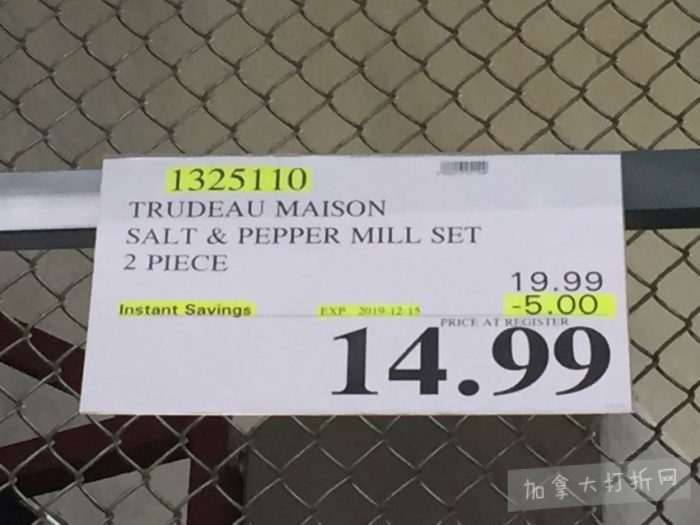 1325110
TRUDEAU MAISON
SALT & PEPPER MILL SET
2 PIECE
19.99
Instant Savings EXP. 2019-12-15 -5.00
PRICE AT REGISTER
14.99
加拿大打折网